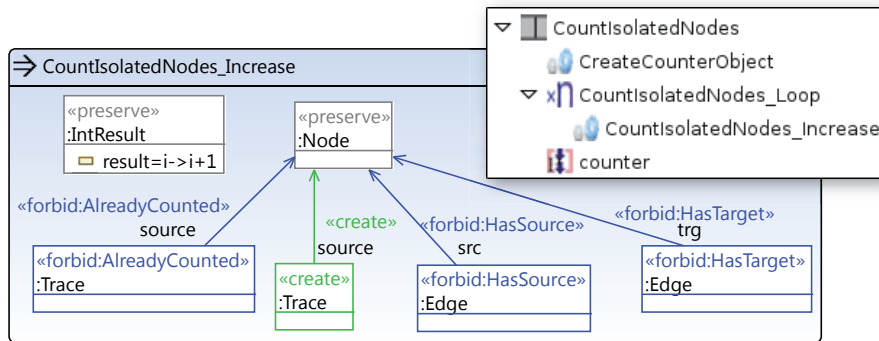 CountIsolatedNodes
CreateCounterObject
CountIsolatedNodes_Loop
CountIsolatedNodes_Increase
counter
CountIsolatedNodes_Increase
«preserve»
:IntResult
result=i->i+1
«preserve»
:Node
«forbid:AlreadyCounted»
source
«create»
source
«forbid:HasSource»
src
«forbid:HasTarget»
trg
«forbid:AlreadyCounted»
:Trace
«create»
:Trace
«forbid:HasSource»
:Edge
«forbid:HasTarget»
:Edge